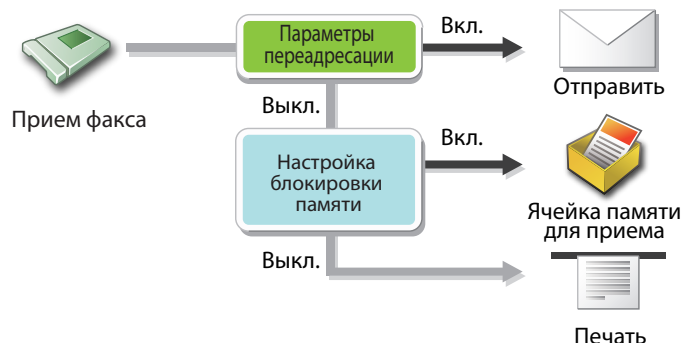 Прием факса
Параметры
переадресации
Вкл.
Отправить
Выкл.
Настройка
блокировки
памяти
Вкл.
Ячейка памяти
для приема
Выкл.
Печать